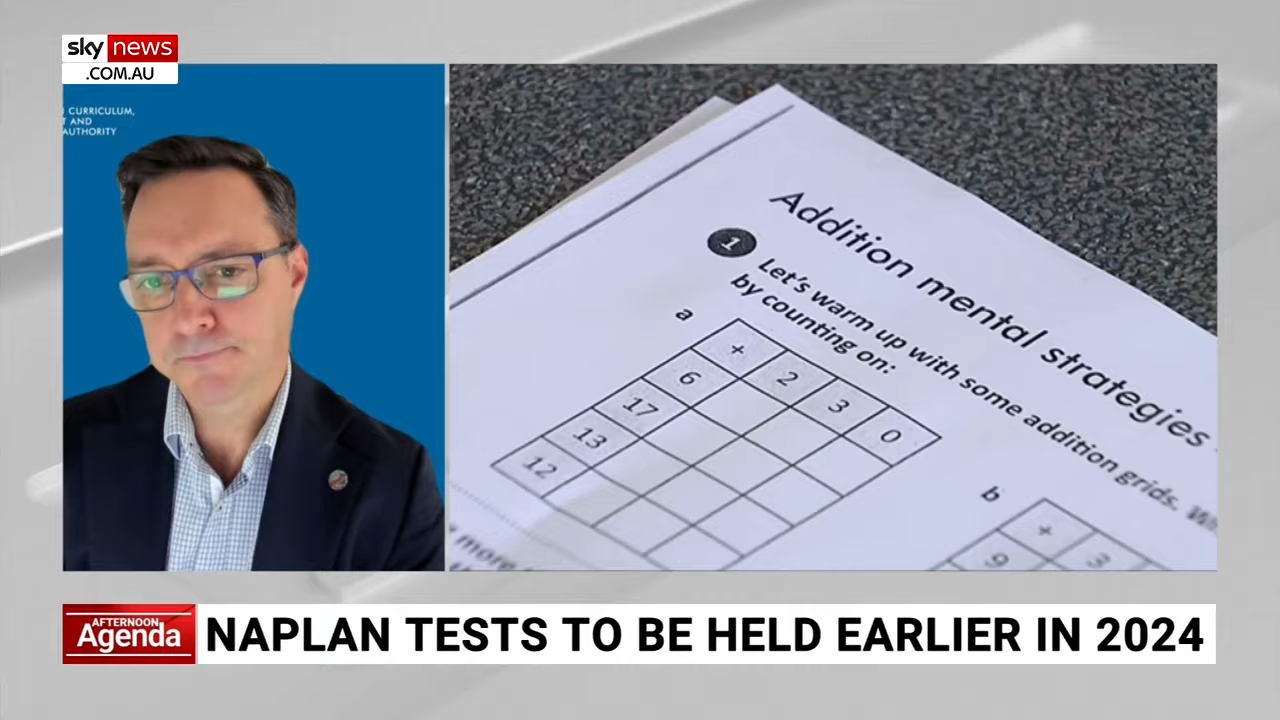 sky news
.COM.AU
CURRICULUM,
T AND
AUTHORITY
Addition mental strategies
1 Let's warm up with some addition grids.
by counting on:
a
+ 2 3 0
6
17
13
12
b
+ 3
9
more
AFTERNOON
Agenda
NAPLAN TESTS TO BE HELD EARLIER IN 2024